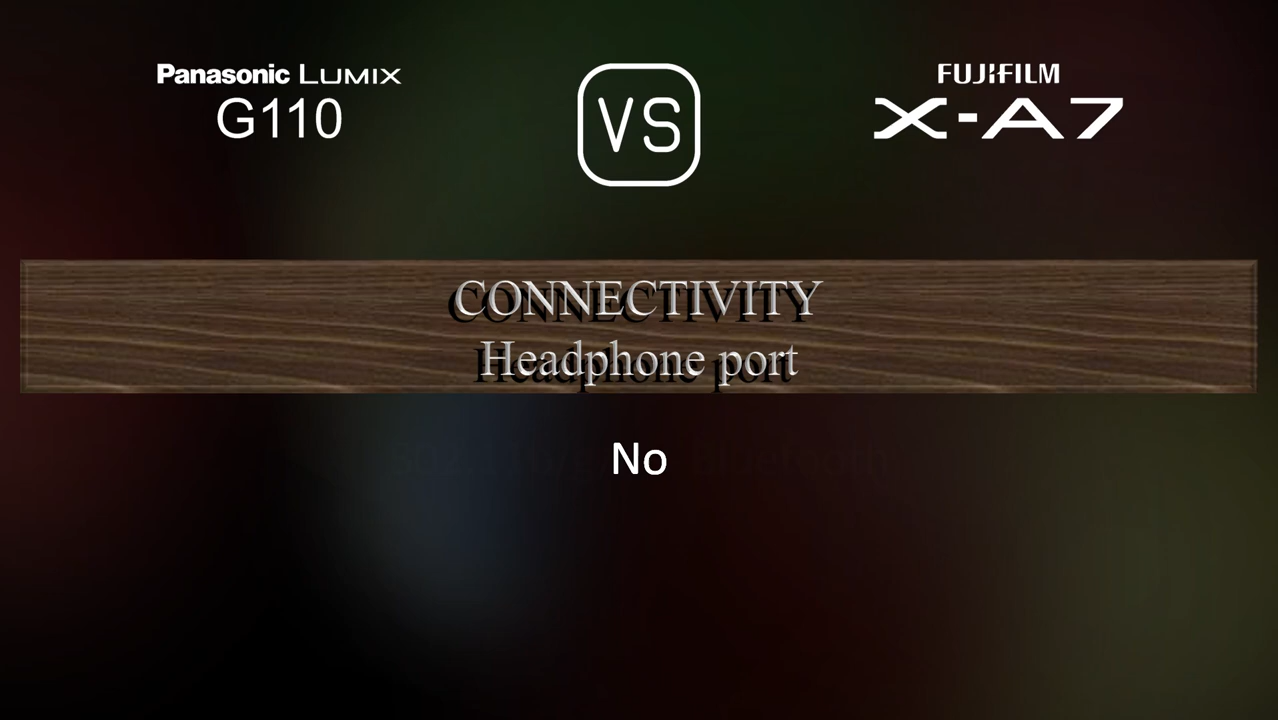 Panasonic LUMIX
G110
VS
FUJIFILM
X-A7
CONNECTIVITY
Headphone port
No